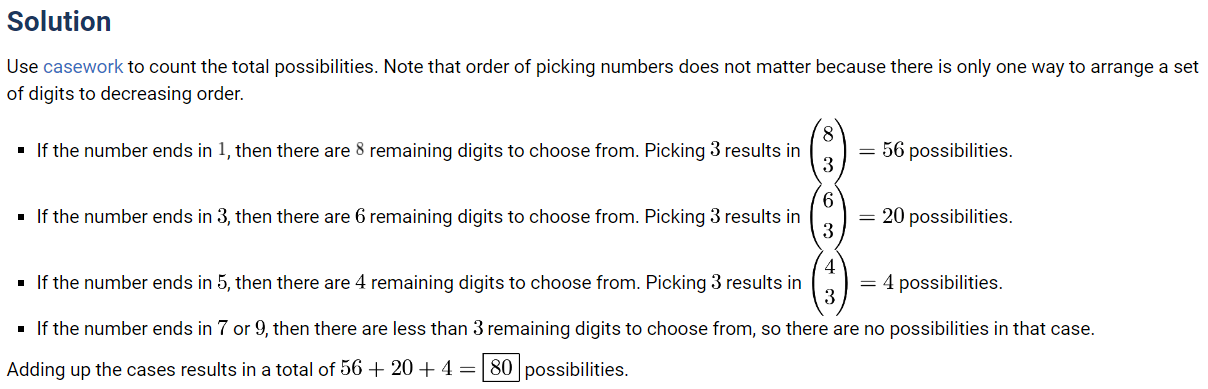 Solution
Use casework to count the total possibilities. Note that order of picking numbers does not matter because there is only one way to arrange a set
of digits to decreasing order.
▪ If the number ends in 1, then there are 8 remaining digits to choose from. Picking 3 results in (8 3) = 56 possibilities.
▪ If the number ends in 3, then there are 6 remaining digits to choose from. Picking 3 results in (6 3) = 20 possibilities.
▪ If the number ends in 5, then there are 4 remaining digits to choose from. Picking 3 results in (4 3) = 4 possibilities.
▪ If the number ends in 7 or 9, then there are less than 3 remaining digits to choose from, so there are no possibilities in that case.
Adding up the cases results in a total of 56 + 20 + 4 = 80 possibilities.